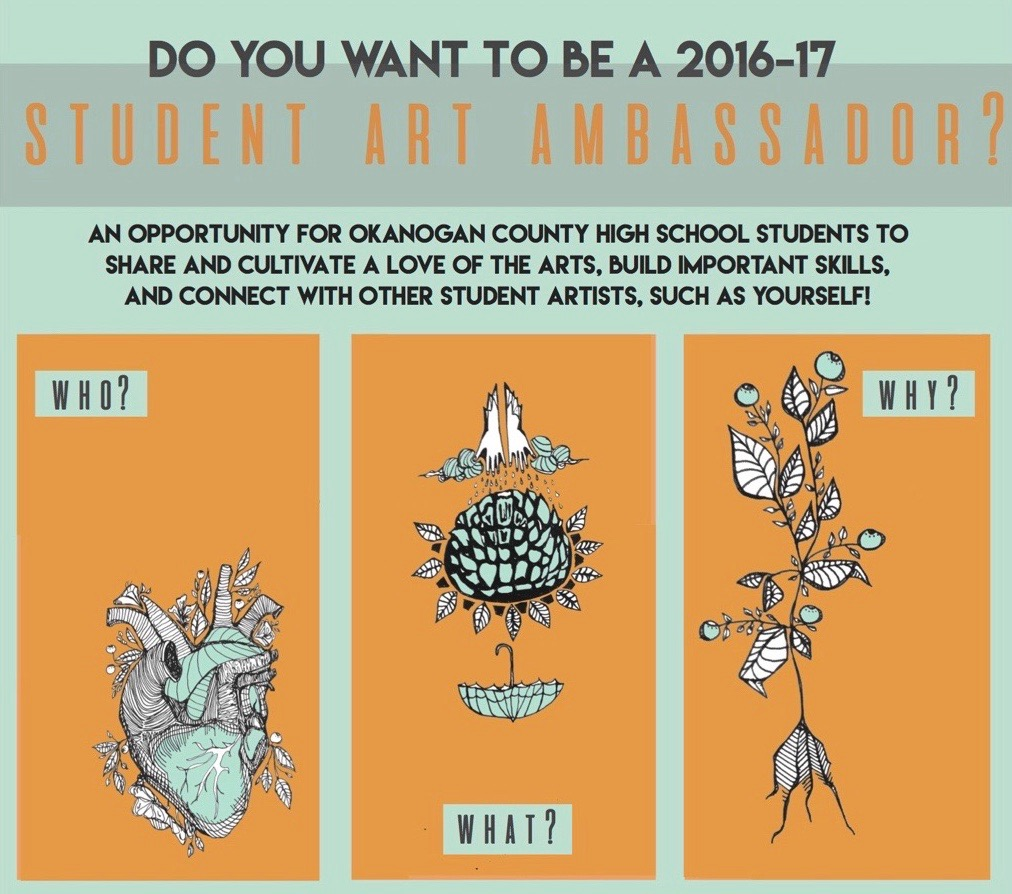 DO YOU WANT TO BE A 2016-17
STUDENT ART AMBASSADOR?
AN OPPORTUNITY FOR OKANOGAN COUNTY HIGH SCHOOL STUDENTS TO
SHARE AND CULTIVATE A LOVE OF THE ARTS, BUILD IMPORTANT SKILLS,
AND CONNECT WITH OTHER STUDENT ARTISTS, SUCH AS YOURSELF!
WHO?
WHY?
WHAT?